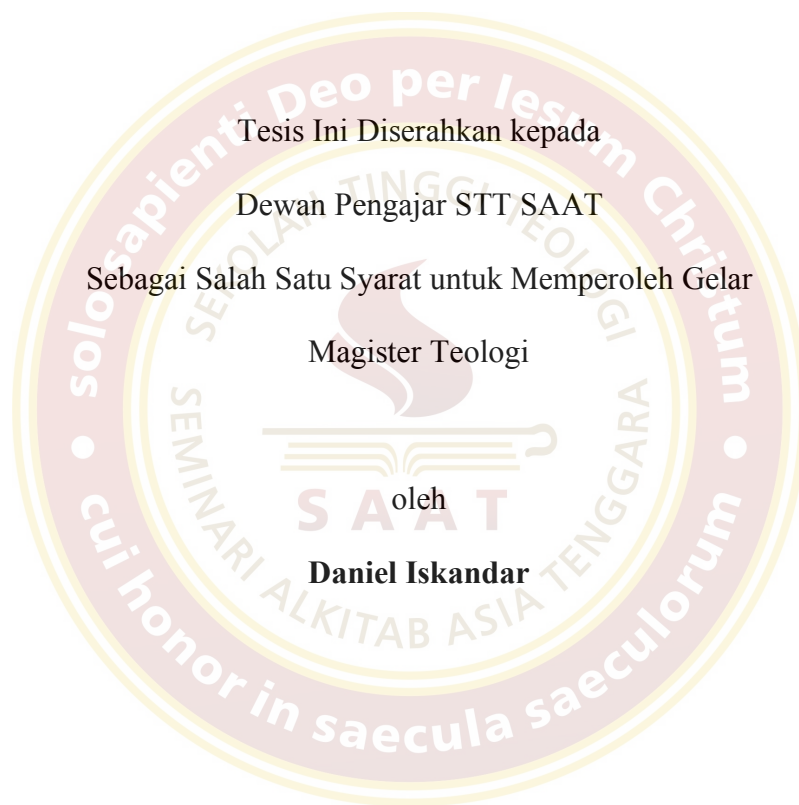 Tesis Ini Diserahkan kepada
Dewan Pengajar STT SAAT
Sebagai Salah Satu Syarat untuk Memperoleh Gelar
Magister Teologi
oleh
Daniel Iskandar
solo sapienti Deo per Iesum Christum
cui honor in saecula saeculorum
SEKOLAH TINGGI TEOLOGI
SEMINARI ALKITAB ASIA TENGGARA
SAAT